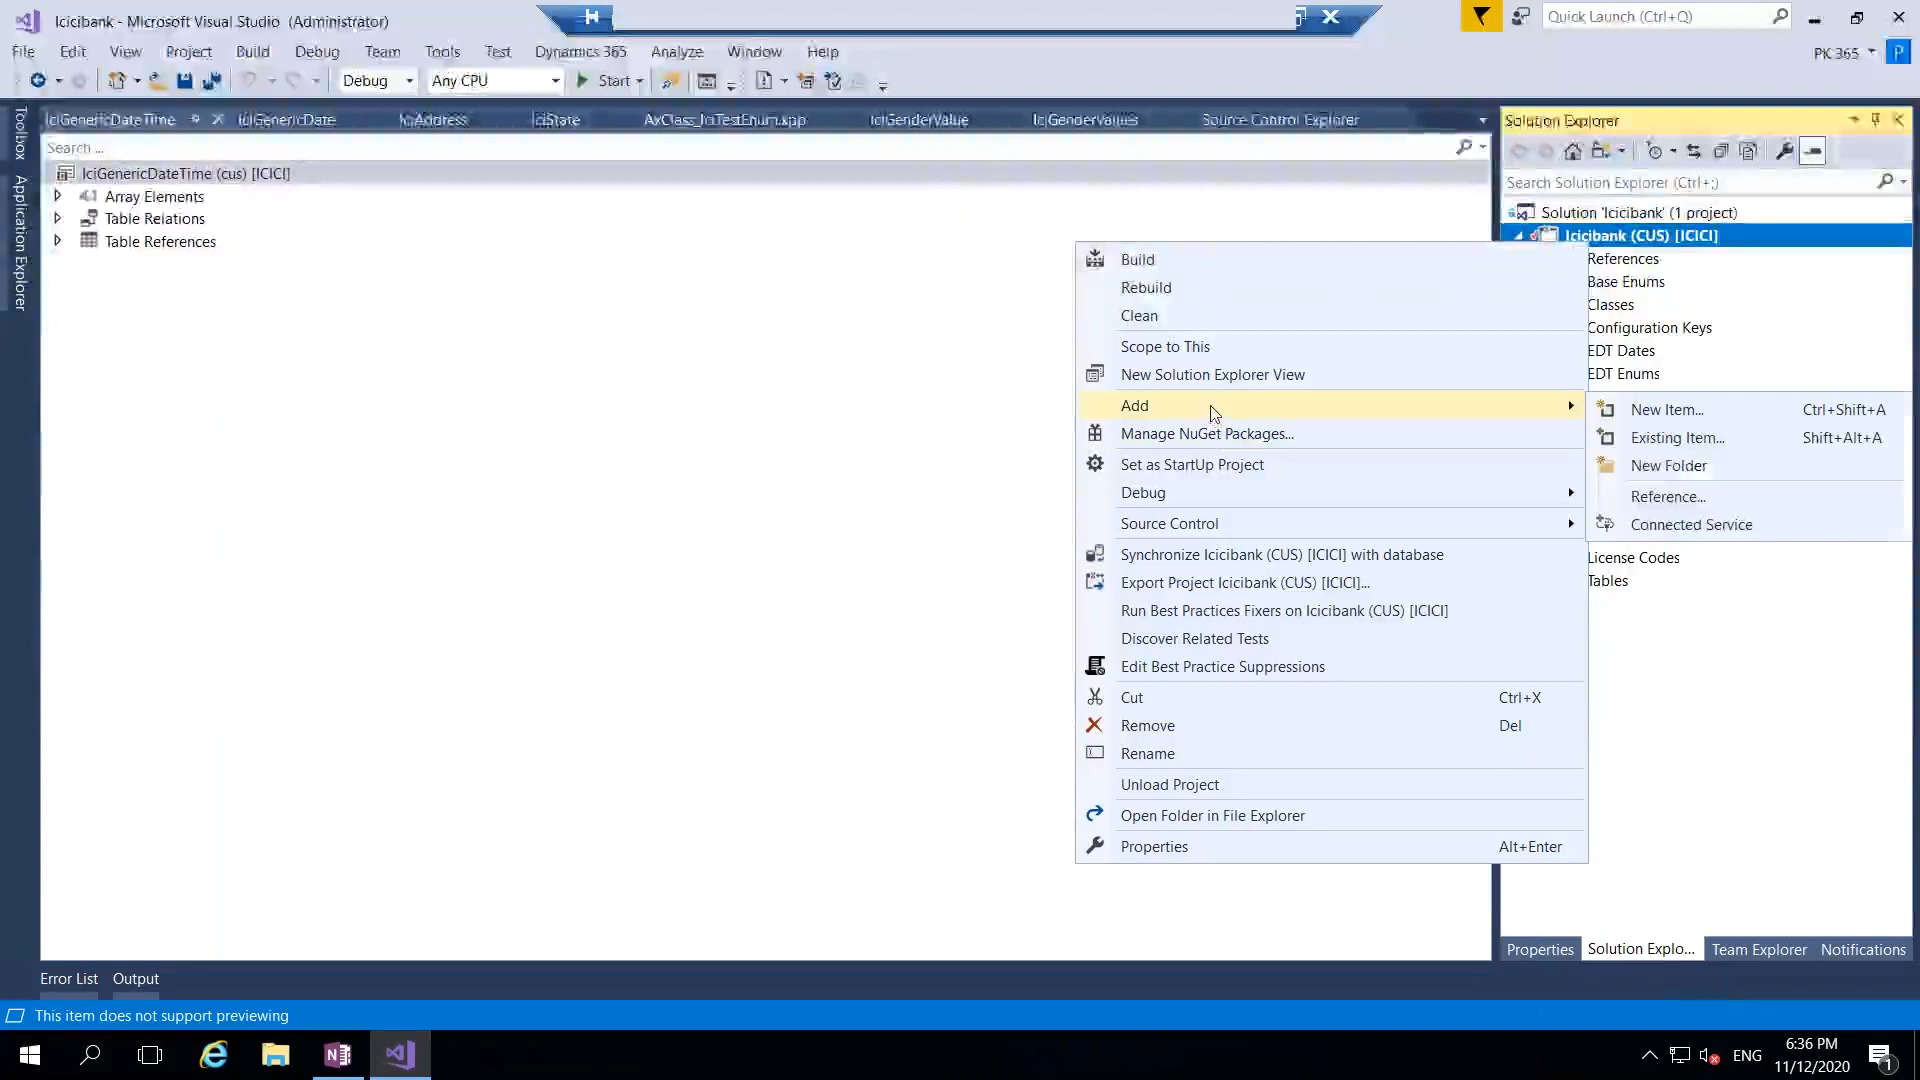 Icicibank - Microsoft Visual Studio (Administrator)
Quick Launch (Ctrl+Q)
File Edit View Project Build Debug Team Tools Test Dynamics 365 Analyze Window Help
PK 365 P
Debug Any CPU Start
IciGenericDateTime IciGenericDate IciAddress IciState AxClass_IciTestEnum.xpp IciGenderValue IciGenderValues Source Control Explorer
Search ...
IciGenericDateTime (cus) [ICICI]
Array Elements
Table Relations
Table References
Toolbox
Application Explorer
Solution Explorer
Search Solution Explorer (Ctrl+;)
Solution 'Icicibank' (1 project)
Icicibank (CUS) [ICICI]
References
Base Enums
Classes
Configuration Keys
EDT Dates
EDT Enums
License Codes
Tables
Build
Rebuild
Clean
Scope to This
New Solution Explorer View
Add
Manage NuGet Packages...
Set as StartUp Project
Debug
Source Control
Synchronize Icicibank (CUS) [ICICI] with database
Export Project Icicibank (CUS) [ICICI]...
Run Best Practices Fixers on Icicibank (CUS) [ICICI]
Discover Related Tests
Edit Best Practice Suppressions
Cut Ctrl+X
Remove Del
Rename
Unload Project
Open Folder in File Explorer
Properties Alt+Enter
New Item... Ctrl+Shift+A
Existing Item... Shift+Alt+A
New Folder
Reference...
Connected Service
Properties Solution Explo... Team Explorer Notifications
Error List Output
This item does not support previewing
ENG
6:36 PM
11/12/2020
1